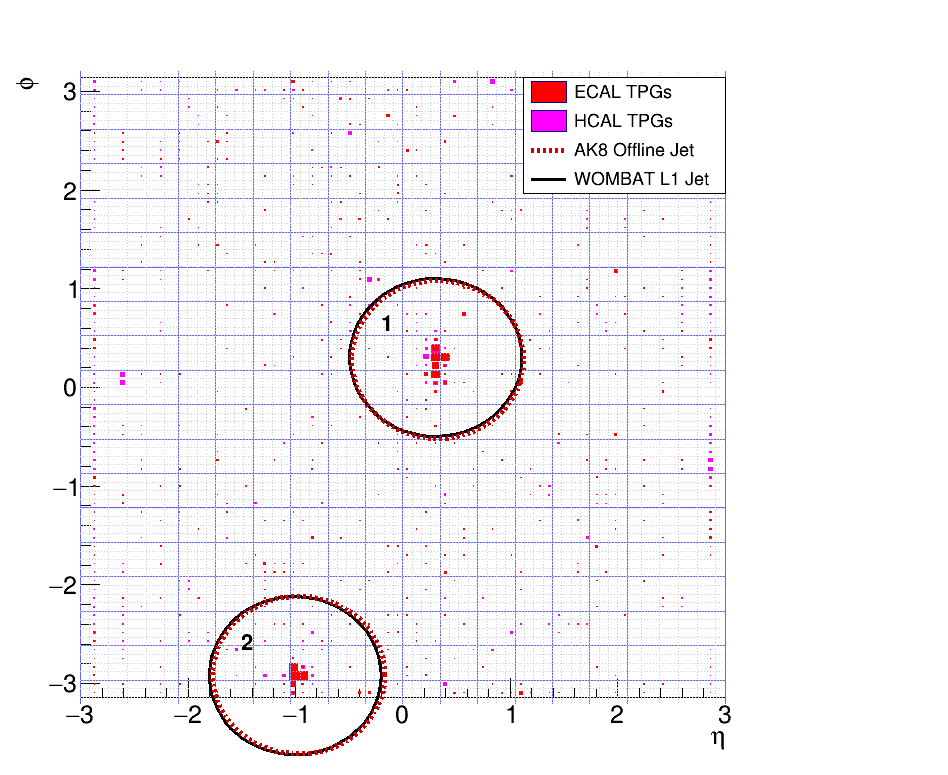 ϕ
3
2
1
0
−1
−2
−3
ECAL TPGs
HCAL TPGs
AK8 Offline Jet
WOMBAT L1 Jet
1
2
−3 −2 −1 0 1 2 3
η